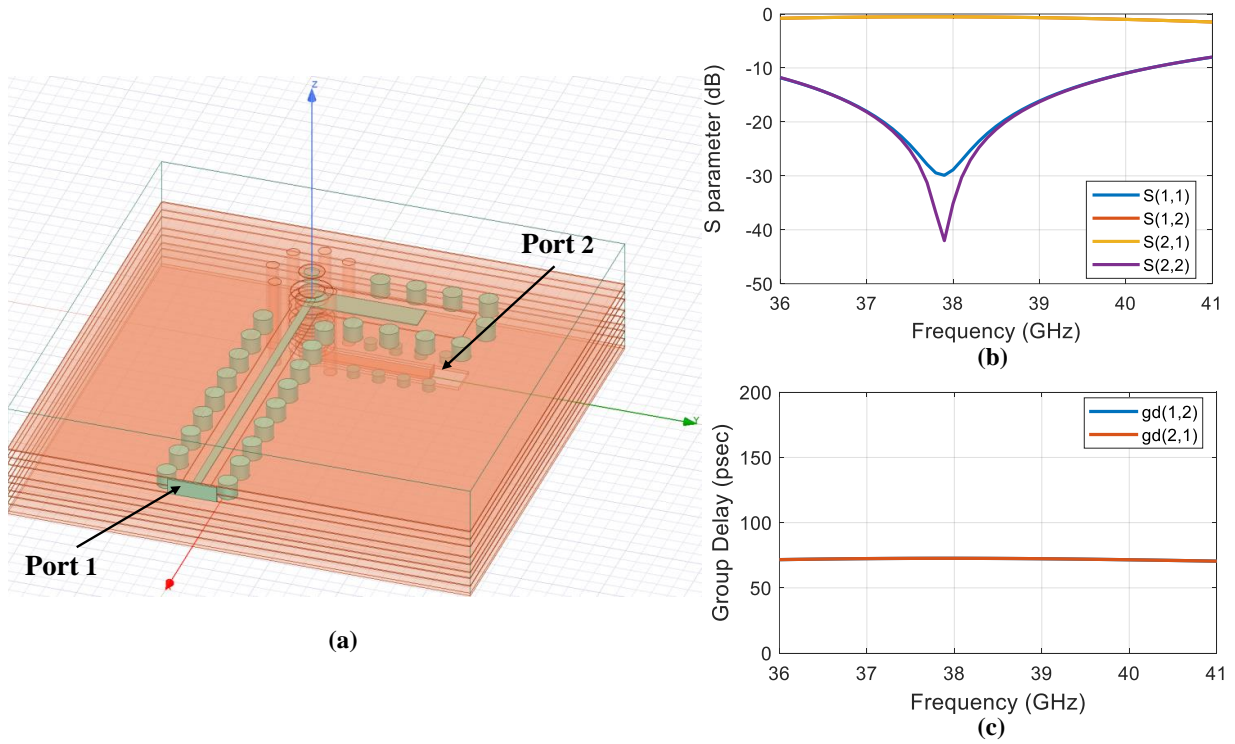 Z
Y
Port 2
Port 1
(a)
S parameter (dB)
0
-10
-20
-30
-40
-50
36
37
38
39
40
41
S(1,1)
S(1,2)
S(2,1)
S(2,2)
Frequency (GHz)
(b)
Group Delay (psec)
200
150
100
50
0
36
37
38
39
40
41
gd(1,2)
gd(2,1)
Frequency (GHz)
(c)